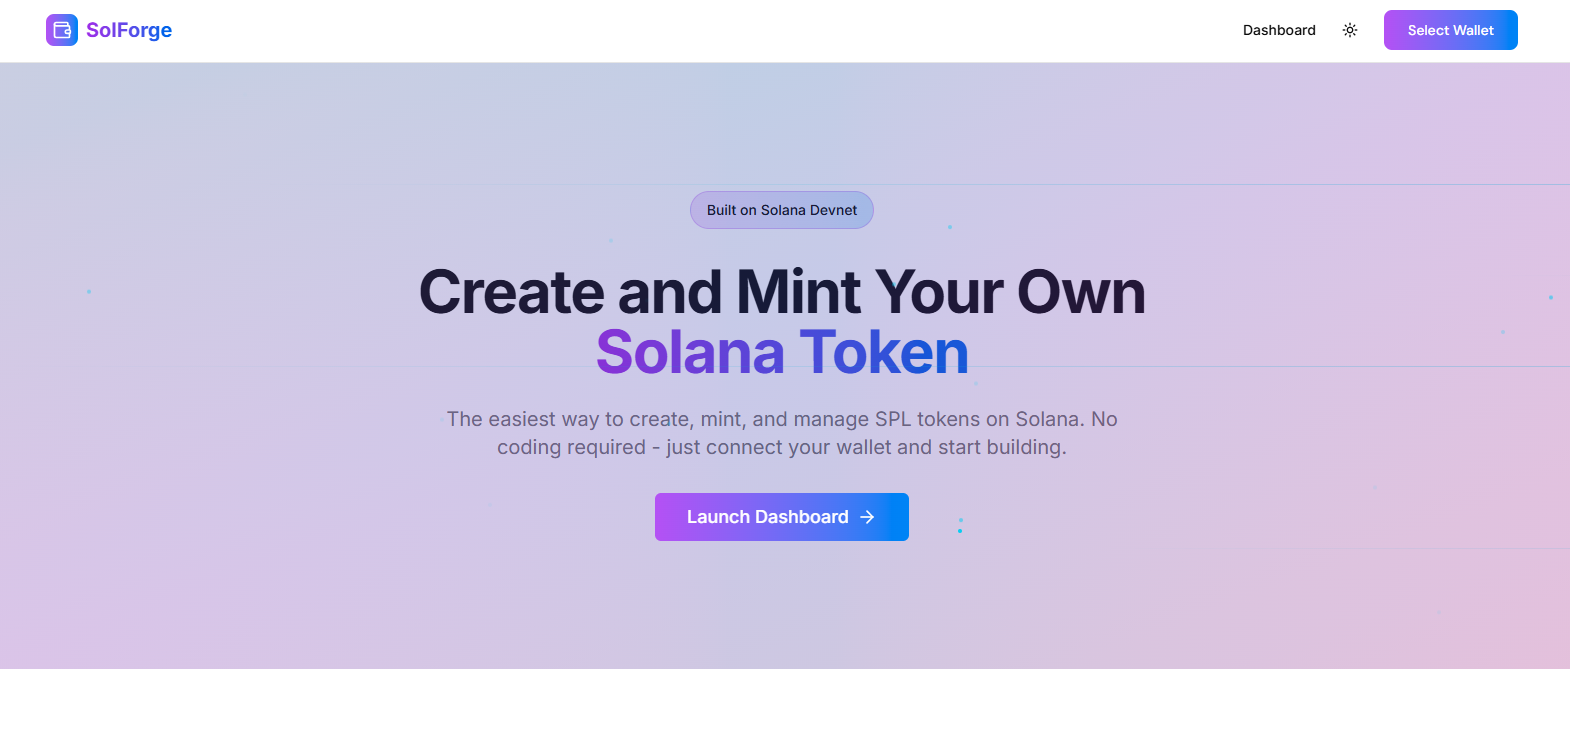 SolForge
Dashboard
Select Wallet
Built on Solana Devnet
Create and Mint Your Own
Solana Token
The easiest way to create, mint, and manage SPL tokens on Solana. No
coding required - just connect your wallet and start building.
Launch Dashboard